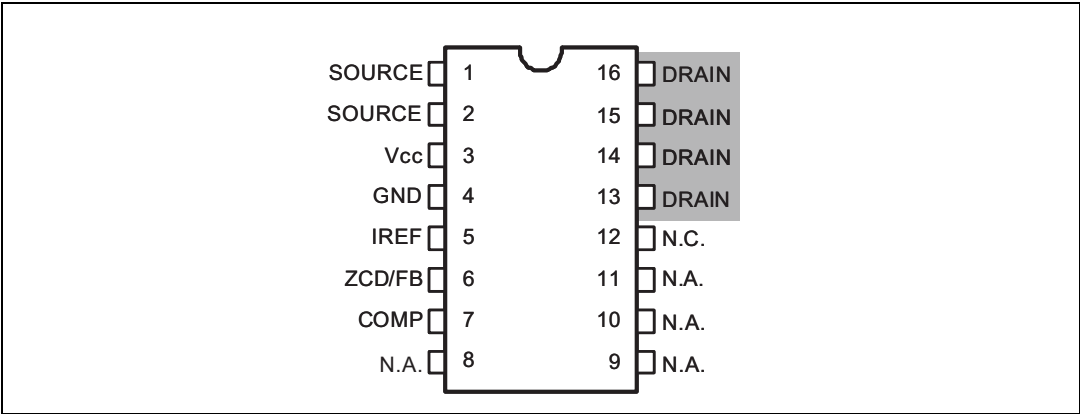 SOURCE 1 16 DRAIN
SOURCE 2 15 DRAIN
Vcc 3 14 DRAIN
GND 4 13 DRAIN
IREF 5 12 N.C.
ZCD/FB 6 11 N.A.
COMP 7 10 N.A.
N.A. 8 9 N.A.